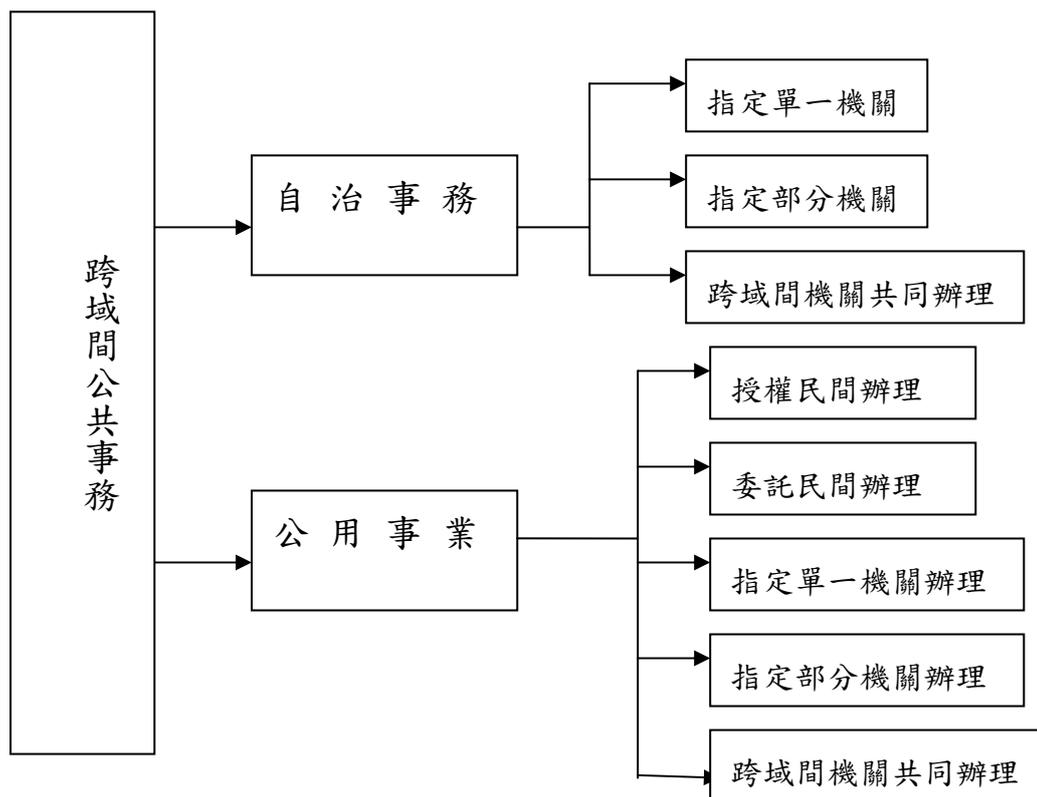 跨域間公共事務
自治事務
指定單一機關
指定部分機關
跨域間機關共同辦理
公用事業
授權民間辦理
委託民間辦理
指定單一機關辦理
指定部分機關辦理
跨域間機關共同辦理